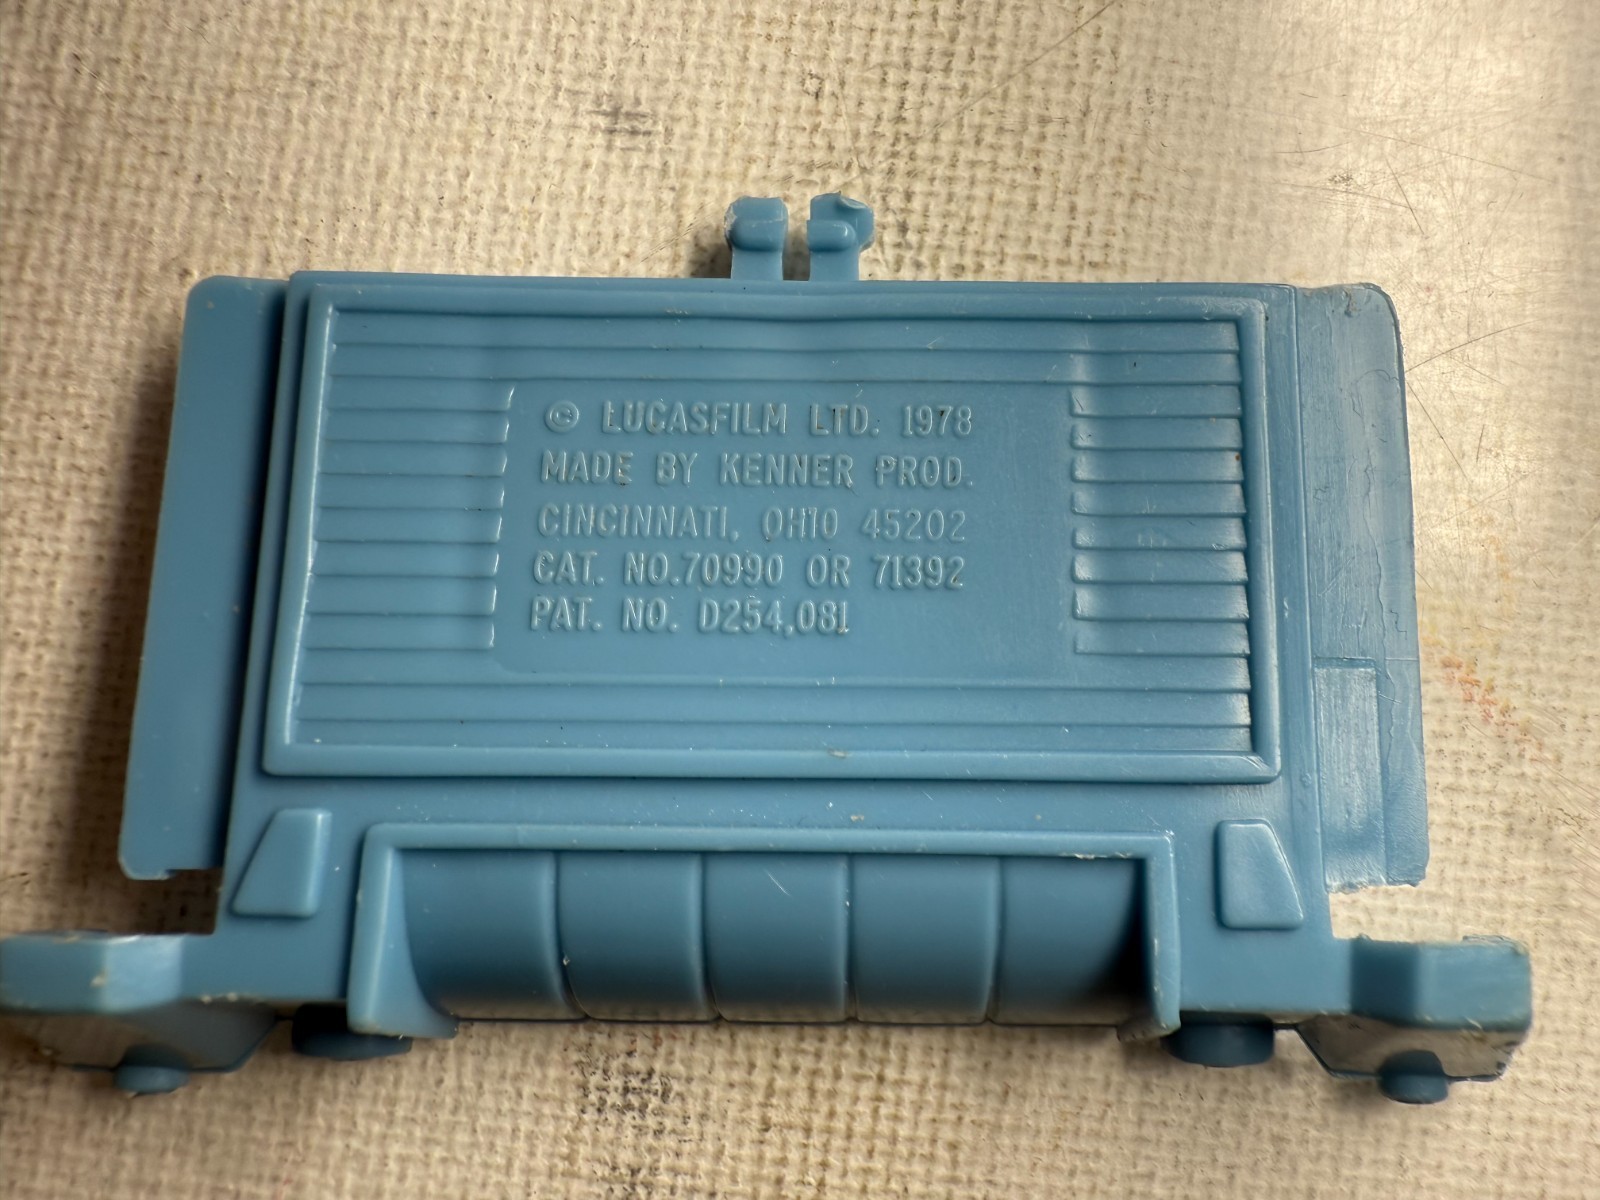 © LUCASFILM LTD. 1978
MADE BY KENNER PROD.
CINCINNATI, OHIO 45202
CAT. NO.70990 OR 71392
PAT. NO. D254,081